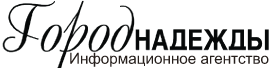 Город НАДЕЖДЫ
Информационное агентство